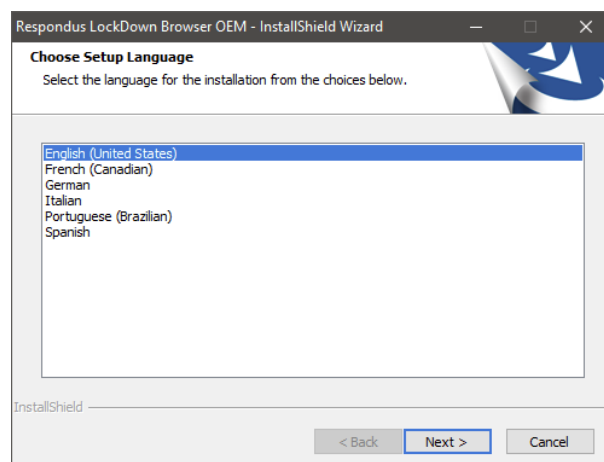 Respondus LockDown Browser OEM - InstallShield Wizard
Choose Setup Language
Select the language for the installation from the choices below.
English (United States)
French (Canadian)
German
Italian
Portuguese (Brazilian)
Spanish
InstallShield
< Back Next > Cancel